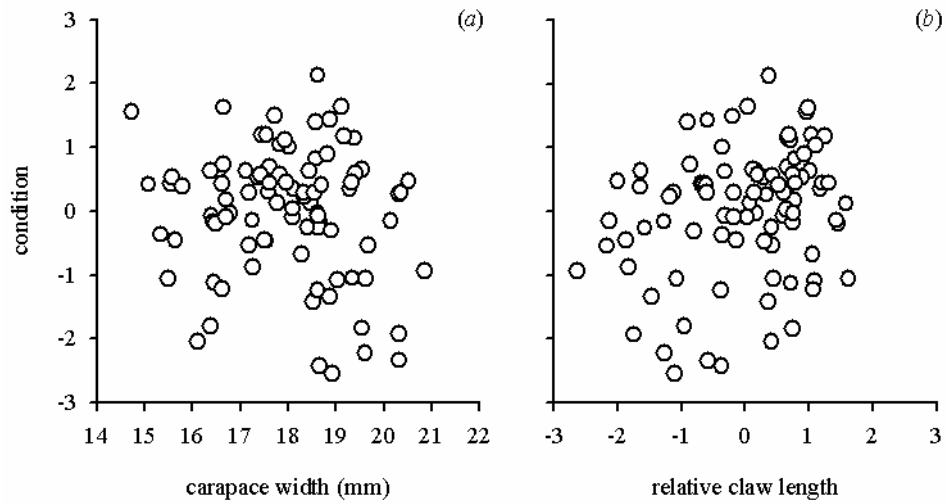 (a)
(b)
3
2
1
0
-1
-2
-3
condition
14 15 16 17 18 19 20 21 22
-3 -2 -1 0 1 2 3
carapace width (mm)
relative claw length